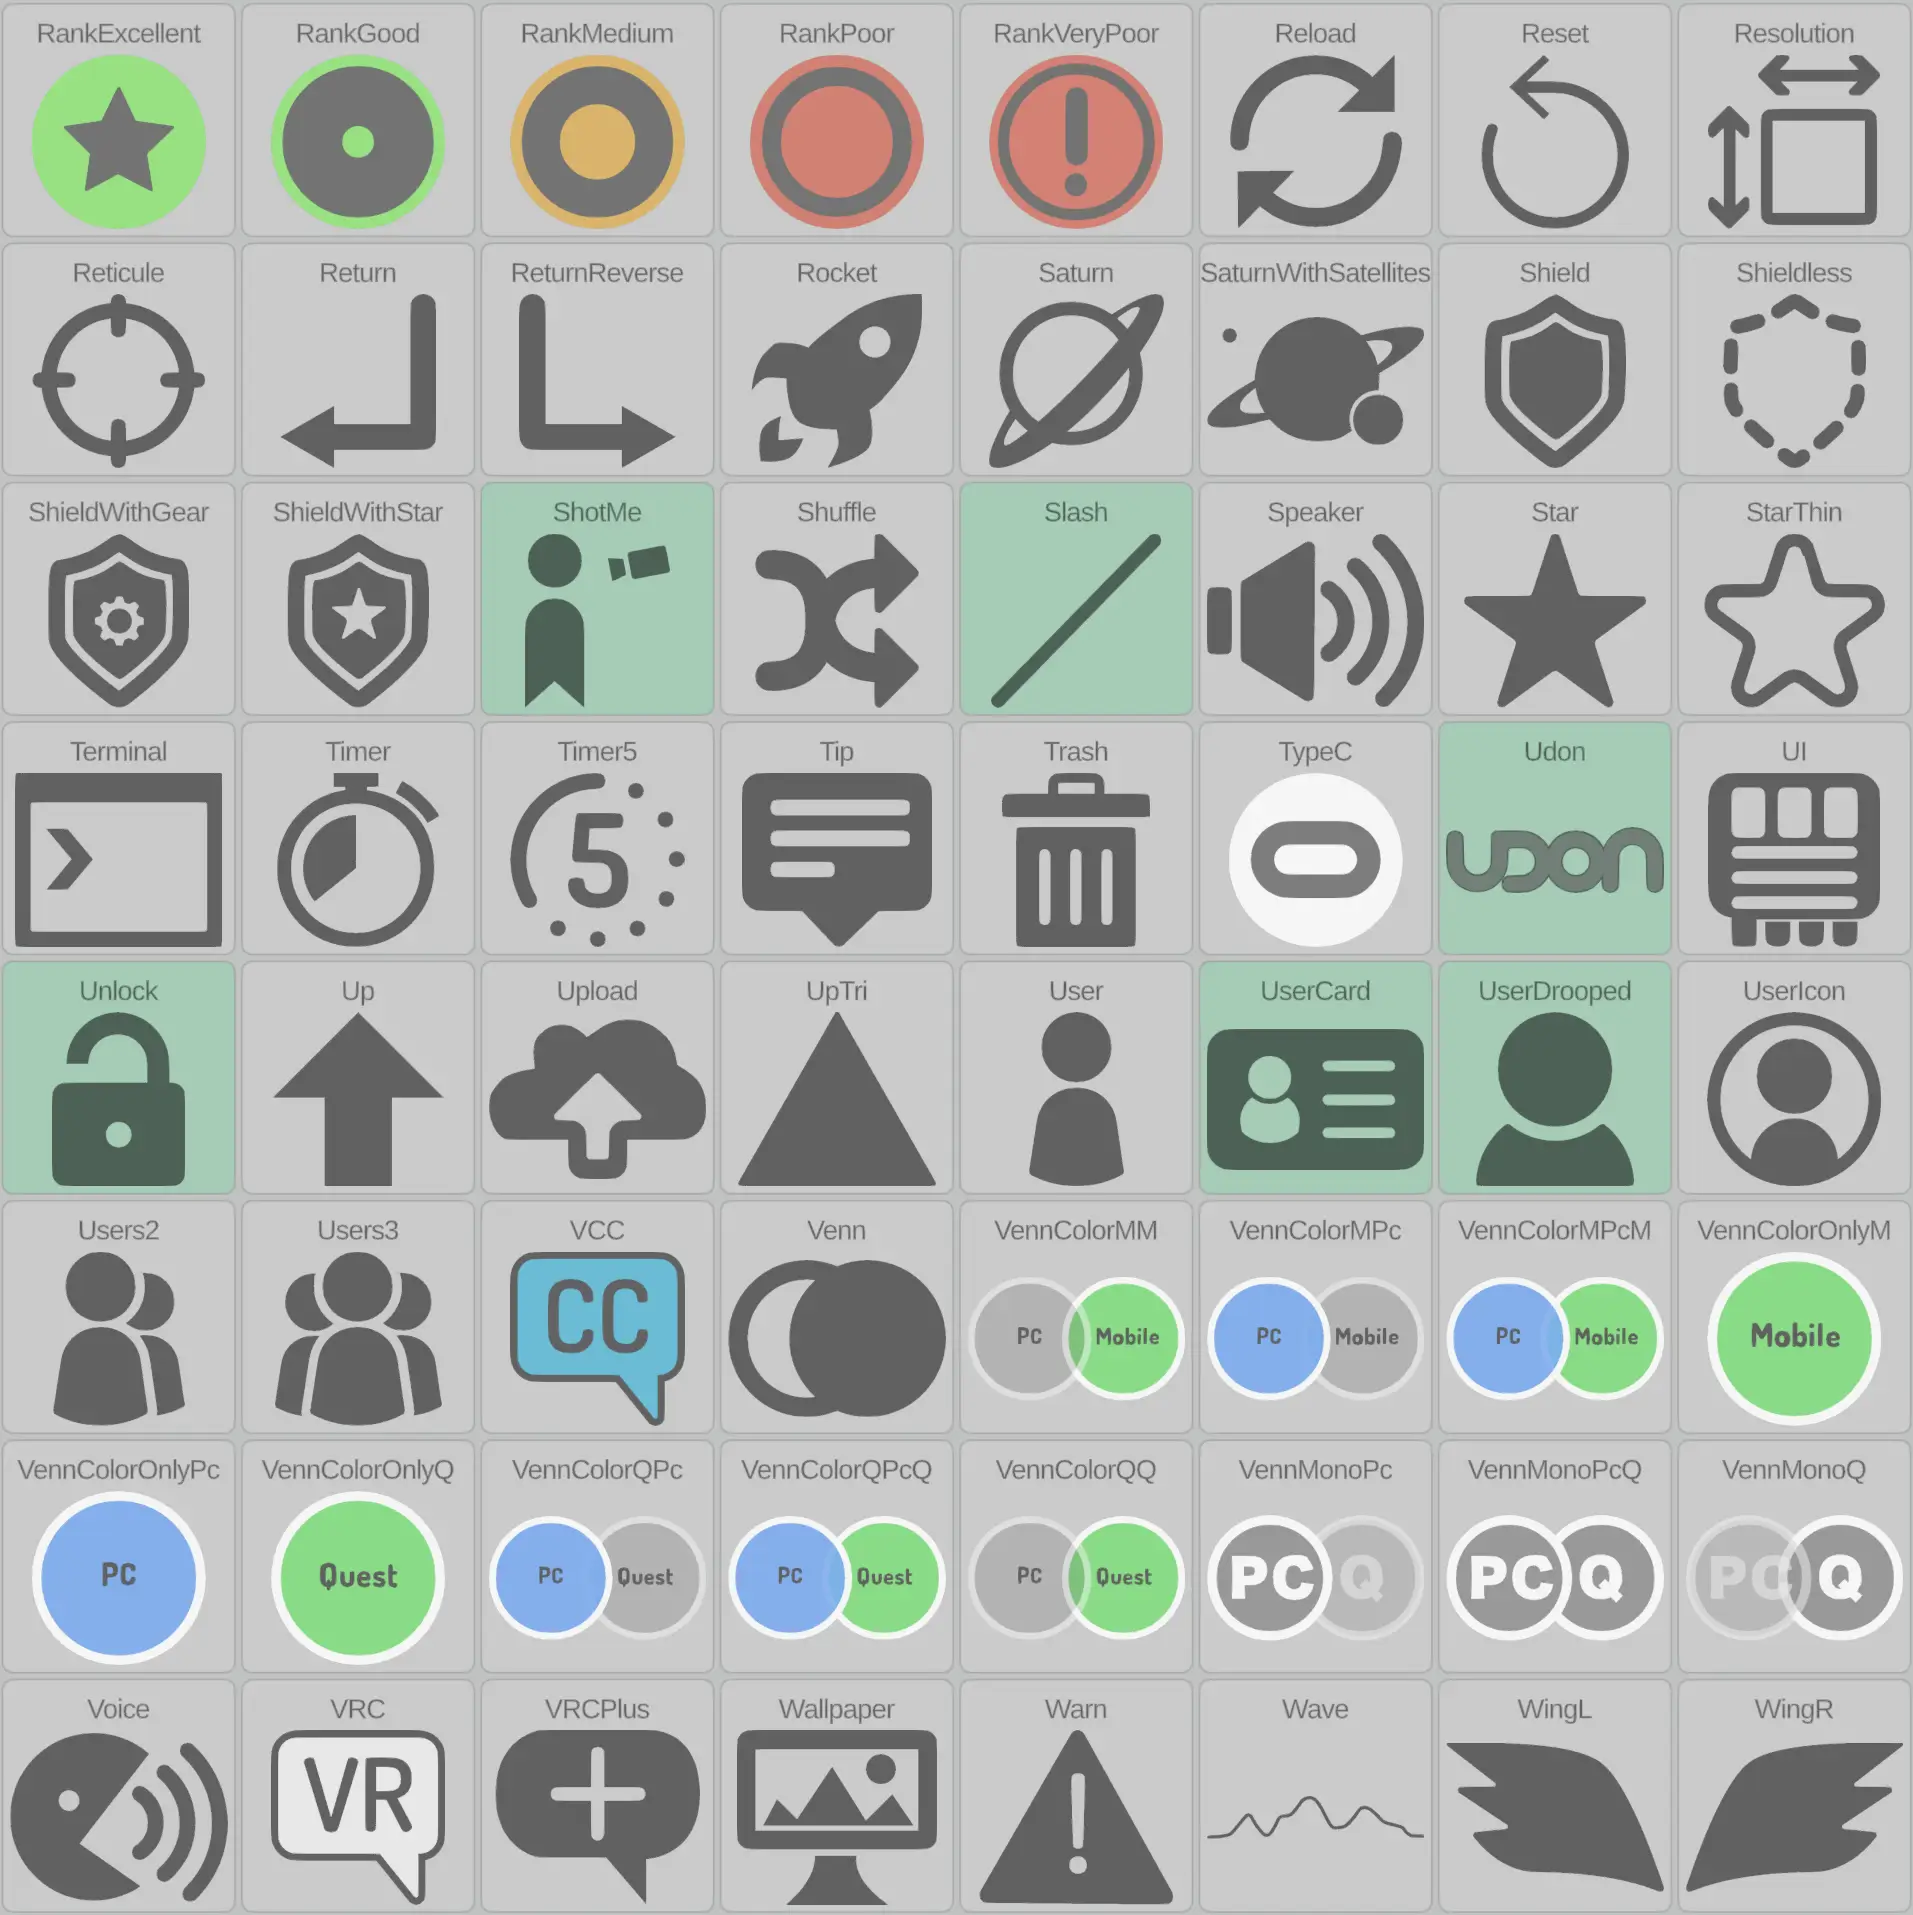 RankExcellent
RankGood
RankMedium
RankPoor
RankVeryPoor
Reload
Reset
Resolution
Reticule
Return
ReturnReverse
Rocket
Saturn
SaturnWithSatellites
Shield
Shieldless
ShieldWithGear
ShieldWithStar
ShotMe
Shuffle
Slash
Speaker
Star
StarThin
Terminal
Timer
Timer5
Tip
Trash
TypeC
Udon
UI
5
UDON
Unlock
Up
Upload
UpTri
User
UserCard
UserDrooped
UserIcon
Users2
Users3
VCC
Venn
VennColorMM
VennColorMPc
VennColorMPcM
VennColorOnlyM
CC
PC Mobile
PC Mobile
PC Mobile
Mobile
VennColorOnlyPc
VennColorOnlyQ
VennColorQPc
VennColorQPcQ
VennColorQQ
VennMonoPc
VennMonoPcQ
VennMonoQ
PC
Quest
PC Quest
PC Quest
PC Quest
PC Q
PC Q
PC Q
Voice
VRC
VRCPlus
Wallpaper
Warn
Wave
WingL
WingR
VR